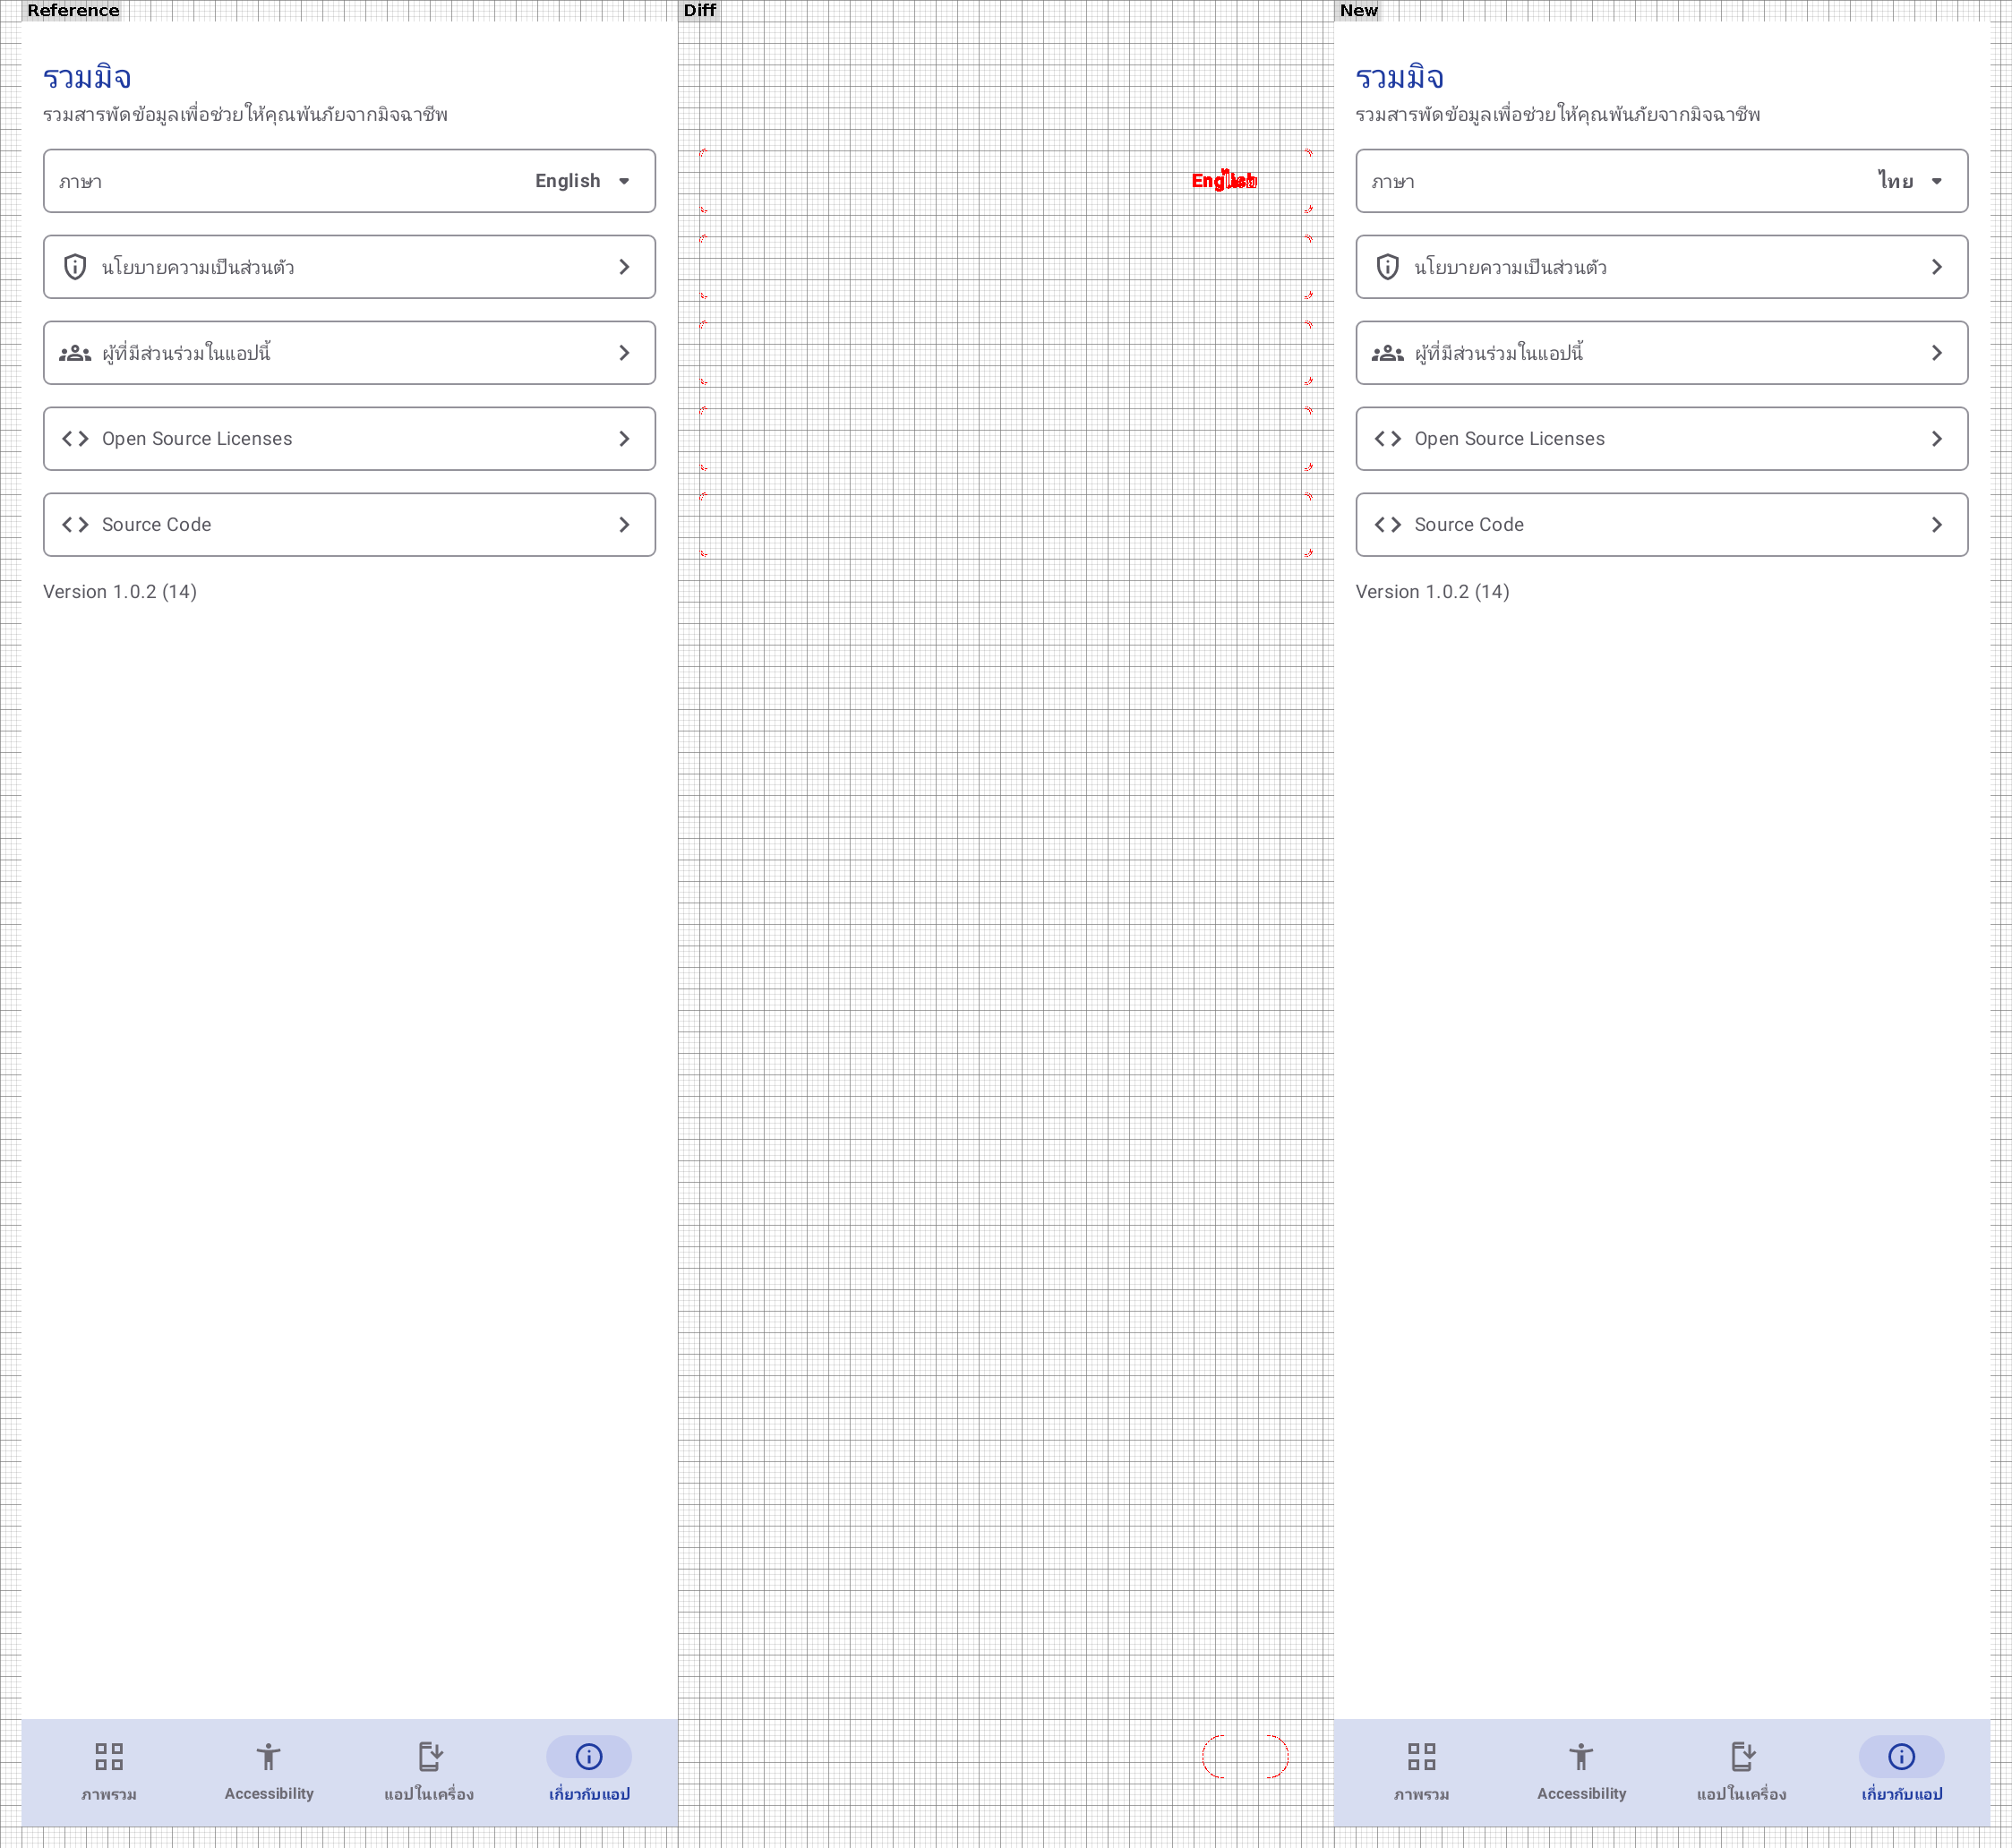 Reference
รวมมิจ
รวมสารพัดข้อมูลเพื่อช่วยให้คุณพ้นภัยจากมิจฉาชีพ
ภาษา English
นโยบายความเป็นส่วนตัว
ผู้ที่มีส่วนร่วมในแอปนี้
Open Source Licenses
Source Code
Version 1.0.2 (14)
ภาพรวม Accessibility แอปในเครื่อง เกี่ยวกับแอป
Diff
English
New
รวมมิจ
รวมสารพัดข้อมูลเพื่อช่วยให้คุณพ้นภัยจากมิจฉาชีพ
ภาษา ไทย
นโยบายความเป็นส่วนตัว
ผู้ที่มีส่วนร่วมในแอปนี้
Open Source Licenses
Source Code
Version 1.0.2 (14)
ภาพรวม Accessibility แอปในเครื่อง เกี่ยวกับแอป